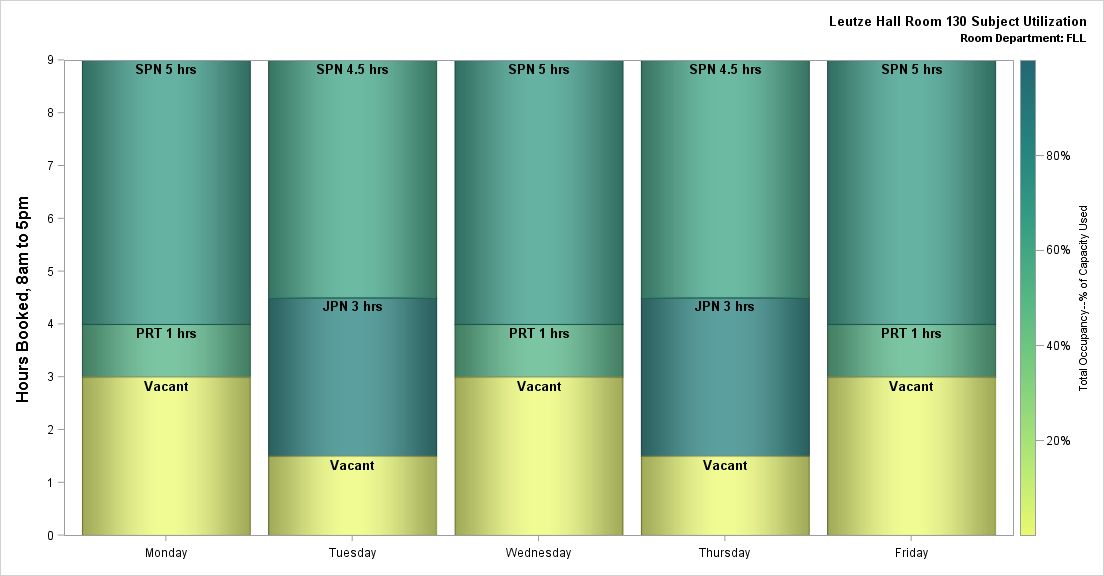 Leutze Hall Room 130 Subject Utilization
Room Department: FLL
Hours Booked, 8am to 5pm
9
8
7
6
5
4
3
2
1
0
SPN 5 hrs
PRT 1 hrs
Vacant
Monday
SPN 4.5 hrs
JPN 3 hrs
Vacant
Tuesday
SPN 5 hrs
PRT 1 hrs
Vacant
Wednesday
SPN 4.5 hrs
JPN 3 hrs
Vacant
Thursday
SPN 5 hrs
PRT 1 hrs
Vacant
Friday
80%
60%
40%
20%
Total Occupancy--% of Capacity Used